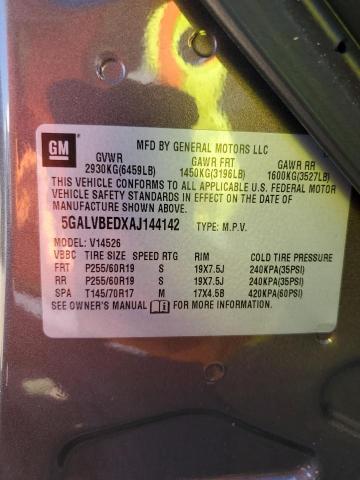 GM
MFD BY GENERAL MOTORS LLC
GVWR GAWR FRT GAWR RR
2930KG(6459LB) 1450KG(3196LB) 1600KG(3527LB)
THIS VEHICLE CONFORMS TO ALL APPLICABLE U.S. FEDERAL MOTOR
VEHICLE SAFETY STANDARDS IN EFFECT ON THE DATE OF
MANUFACTURE SHOWN ABOVE.
5GALVBEDXAJ144142 TYPE: M.P.V.
MODEL: V14526
VBBC TIRE SIZE SPEED RTG RIM COLD TIRE PRESSURE
FRT P255/60R19 S 19X7.5J 240KPA(35PSI)
RR P255/60R19 S 19X7.5J 240KPA(35PSI)
SPA T145/70R17 M 17X4.5B 420KPA(60PSI)
SEE OWNER'S MANUAL FOR MORE INFORMATION.